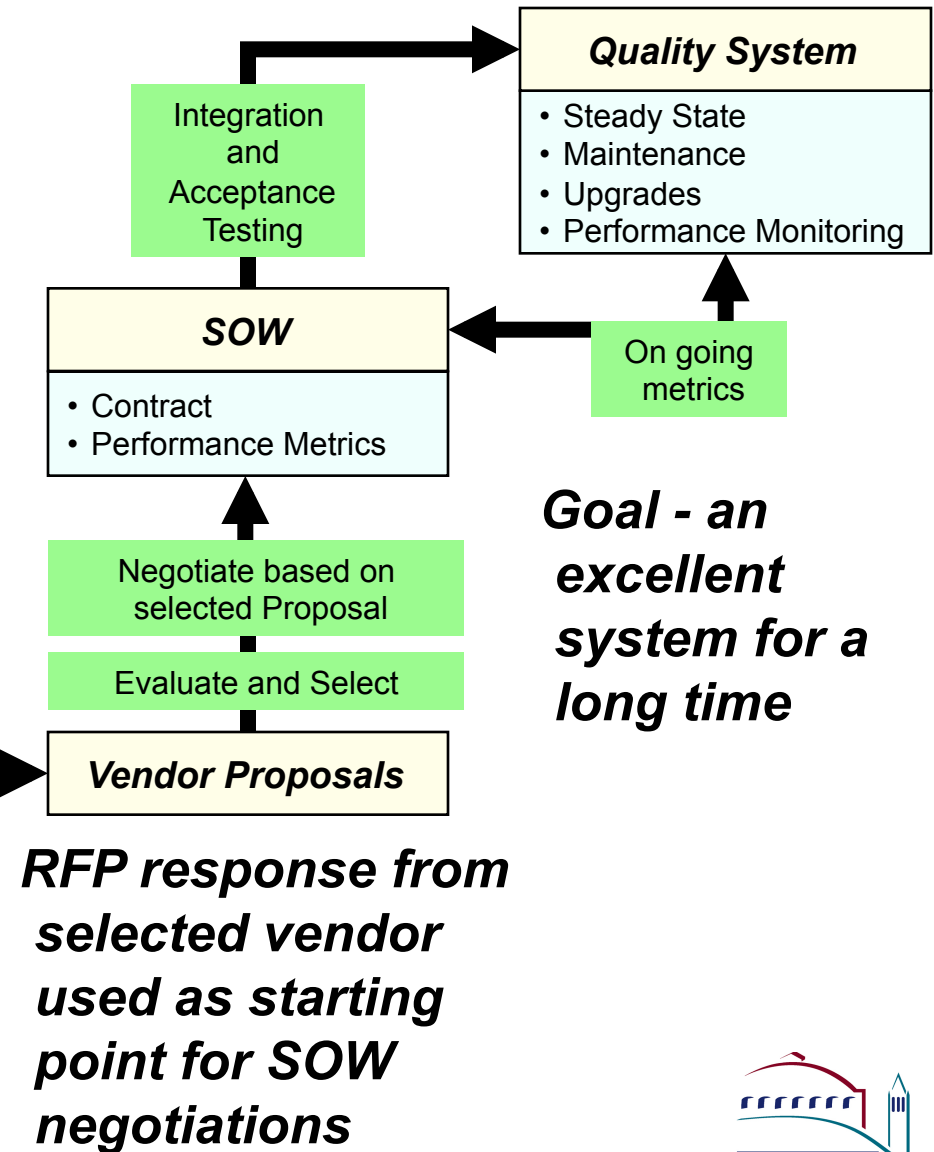 Quality System
• Steady State
• Maintenance
• Upgrades
• Performance Monitoring
Integration
and
Acceptance
Testing
SOW
• Contract
• Performance Metrics
On going
metrics
Goal - an
excellent
system for a
long time
Negotiate based on
selected Proposal
Evaluate and Select
Vendor Proposals
RFP response from
selected vendor
used as starting
point for SOW
negotiations